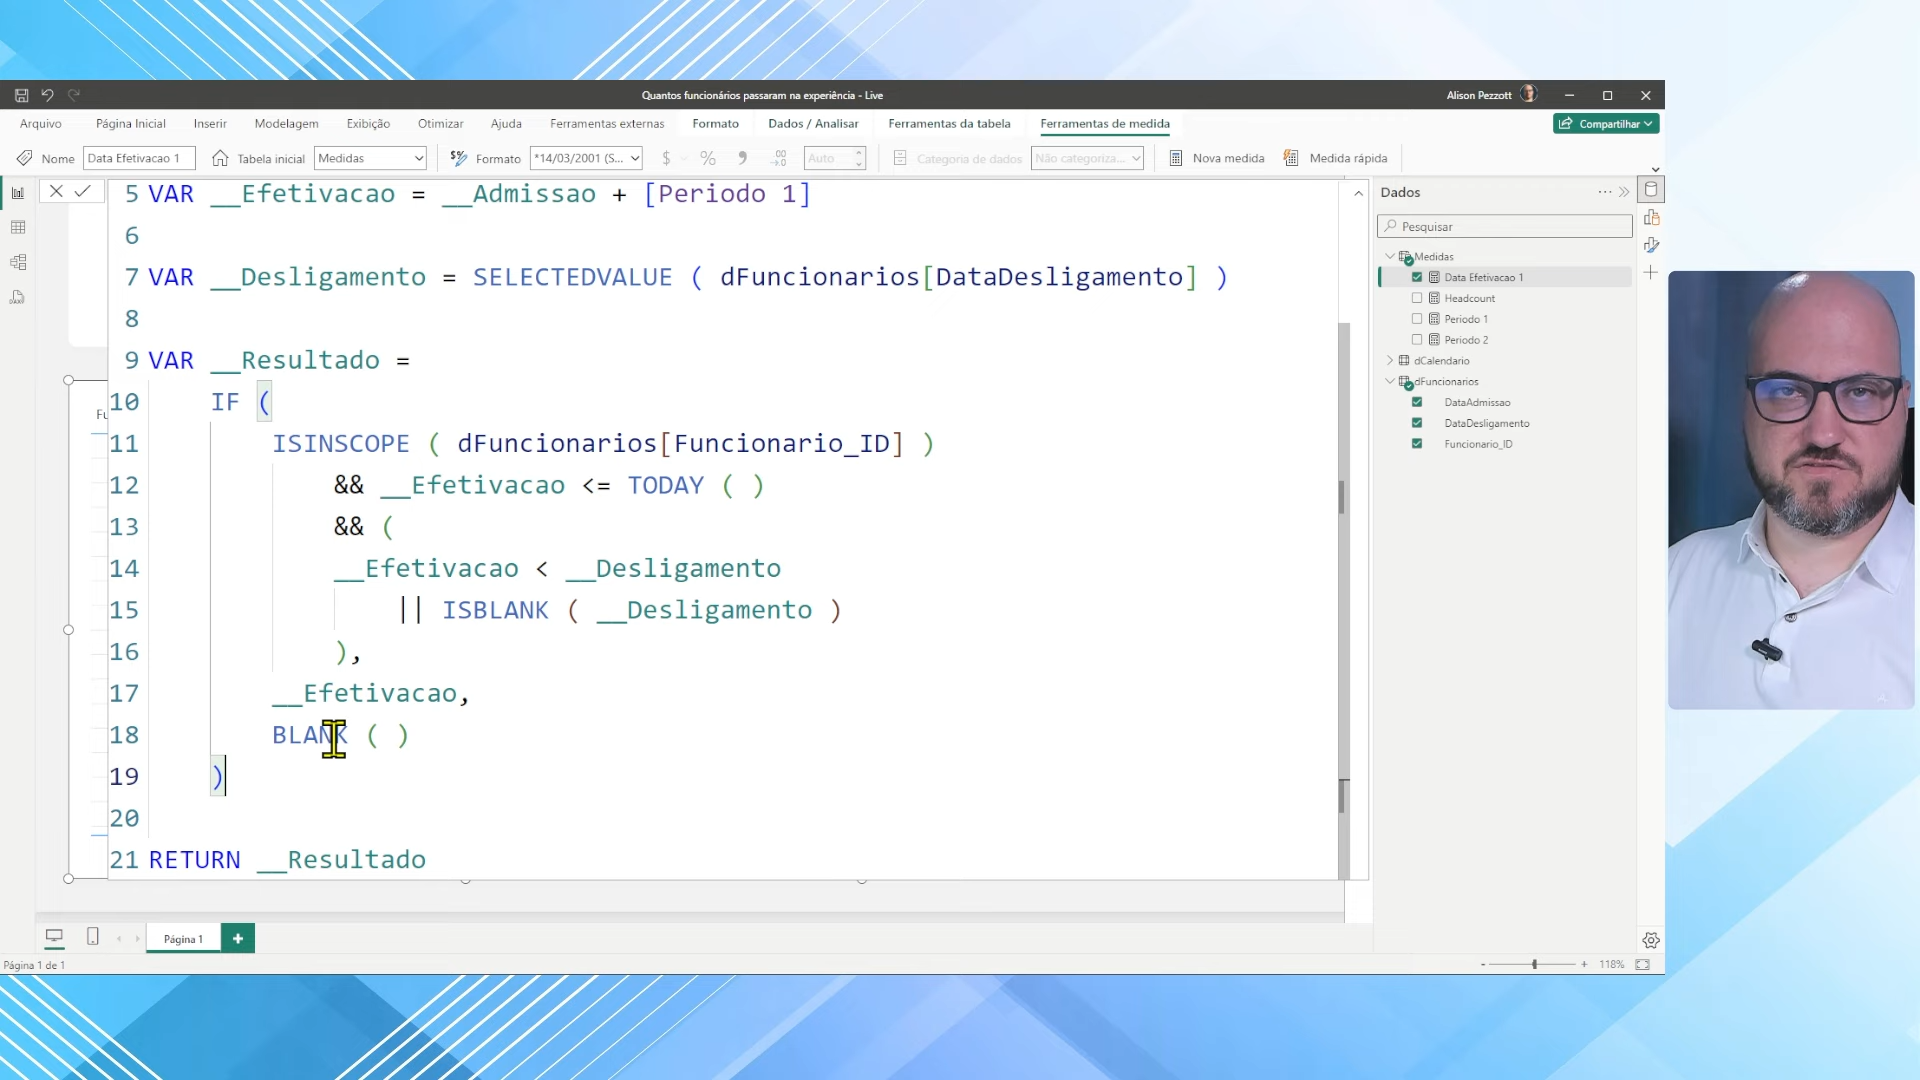 Quantos funcionários passaram na experiência - Live
Alison Pezzott
Arquivo
Página Inicial
Inserir
Modelagem
Exibição
Otimizar
Ajuda
Ferramentas externas
Formato
Dados / Analisar
Ferramentas da tabela
Ferramentas de medida
Compartilhar
Nome
Data Efetivacao 1
Tabela inicial
Medidas
Formato
*14/03/2001 (S...
$
%
Auto
Categoria de dados
Não categoriza...
Nova medida
Medida rápida
5 VAR __Efetivacao = __Admissao + [Periodo 1]
6
7 VAR __Desligamento = SELECTEDVALUE ( dFuncionarios[DataDesligamento] )
8
9 VAR __Resultado =
10 IF (
11 ISINSCOPE ( dFuncionarios[Funcionario_ID] )
12 && __Efetivacao <= TODAY ( )
13 && (
14 __Efetivacao < __Desligamento
15 || ISBLANK ( __Desligamento )
16 ),
17 __Efetivacao,
18 BLANK ( )
19 )
20
21 RETURN __Resultado
Fu
Dados
Pesquisar
Medidas
Data Efetivacao 1
Headcount
Periodo 1
Periodo 2
dCalendario
dFuncionarios
DataAdmissao
DataDesligamento
Funcionario_ID
Página 1
Página 1 de 1
- + 118%